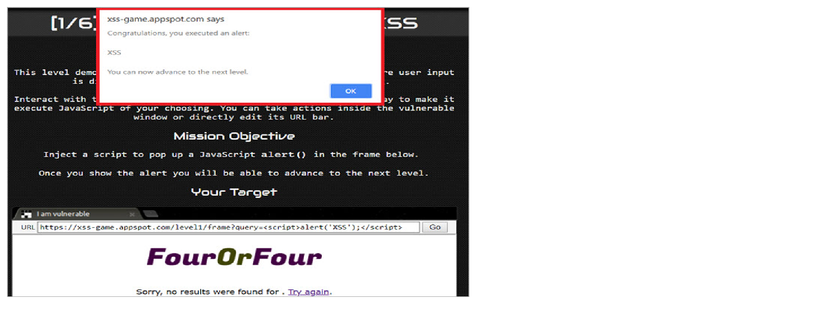 [1/6] XSS
xss-game.appspot.com says
Congratulations, you executed an alert:
XSS
You can now advance to the next level.
OK
This level demo re user input
is d
Interact with t ay to make it
execute JavaScript of your choosing. You can take actions inside the vulnerable
window or directly edit its URL bar.
Mission Objective
Inject a script to pop up a JavaScript alert() in the frame below.
Once you show the alert you will be able to advance to the next level.
Your Target
I am vulnerable
URL https://xss-game.appspot.com/level1/frame?query=<script>alert('XSS');</script> Go
FourOrFour
Sorry, no results were found for . Try again.